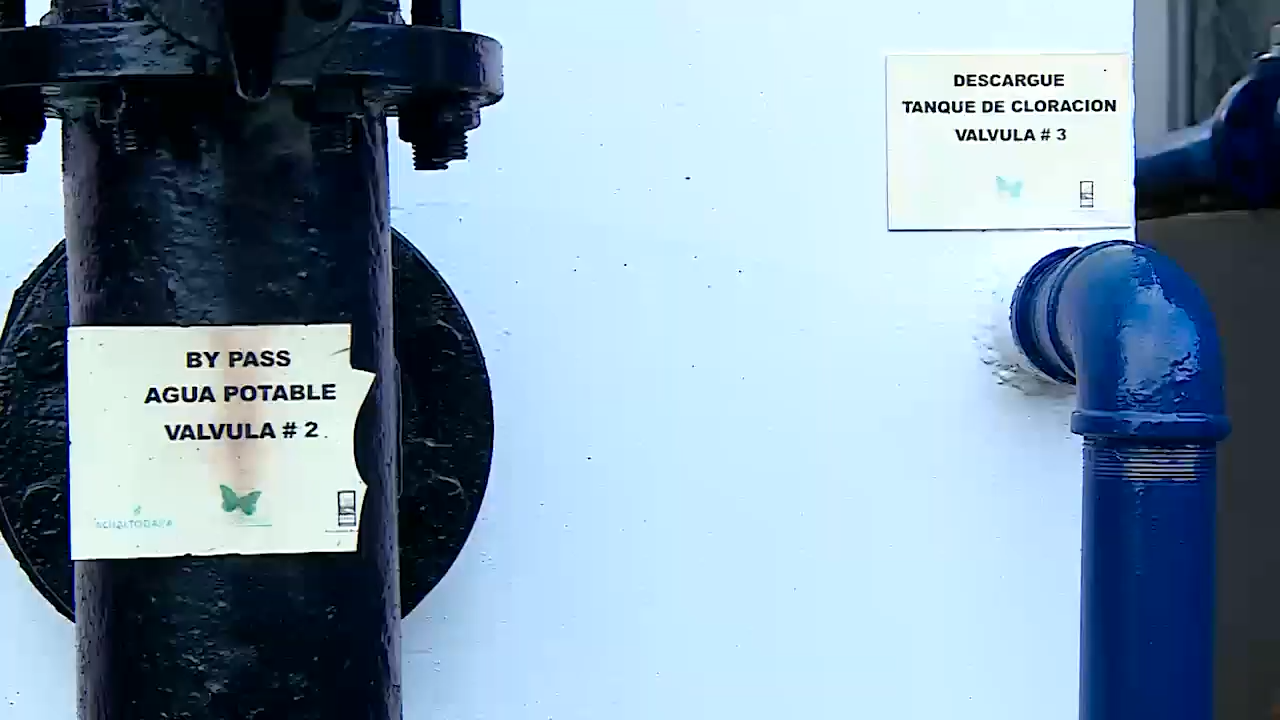 BY PASS
AGUA POTABLE
VALVULA # 2
DESCARGUE
TANQUE DE CLORACION
VALVULA # 3